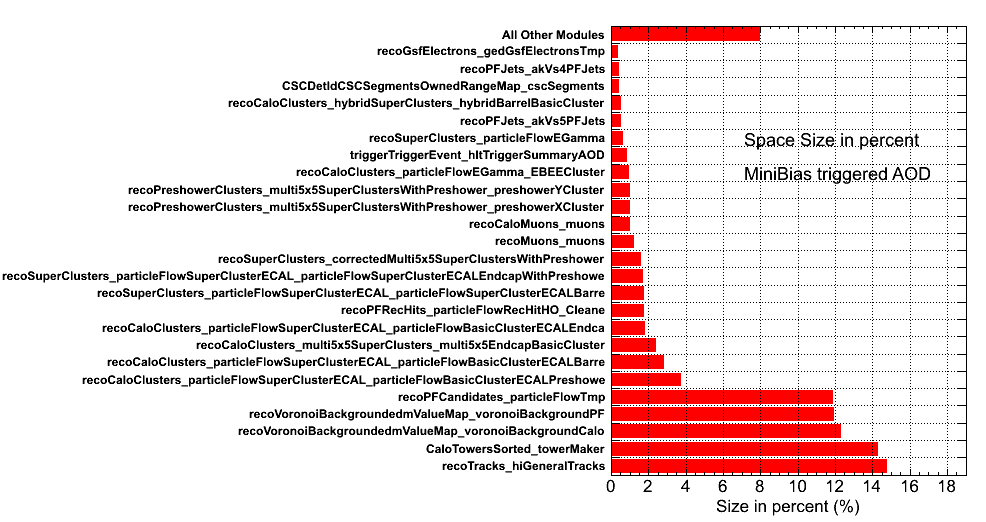 All Other Modules
recoGsfElectrons_gedGsfElectronsTmp
recoPFJets_akVs4PFJets
CSCDetIdCSCSegmentsOwnedRangeMap_cscSegments
recoCaloClusters_hybridSuperClusters_hybridBarrelBasicCluster
recoPFJets_akVs5PFJets
recoSuperClusters_particleFlowEGamma
Space Size in percent
triggerTriggerEvent_hltTriggerSummaryAOD
recoCaloClusters_particleFlowEGamma_EBEECluster
MiniBias triggered AOD
recoPreshowerClusters_multi5x5SuperClustersWithPreshower_preshowerYCluster
recoPreshowerClusters_multi5x5SuperClustersWithPreshower_preshowerXCluster
recoCaloMuons_muons
recoMuons_muons
recoSuperClusters_correctedMulti5x5SuperClustersWithPreshower
recoSuperClusters_particleFlowSuperClusterECAL_particleFlowSuperClusterECALEndcapWithPreshowe
recoSuperClusters_particleFlowSuperClusterECAL_particleFlowSuperClusterECALBarre
recoPFRecHits_particleFlowRecHitHO_Cleane
recoCaloClusters_particleFlowSuperClusterECAL_particleFlowBasicClusterECALEndca
recoCaloClusters_multi5x5SuperClusters_multi5x5EndcapBasicCluster
recoCaloClusters_particleFlowSuperClusterECAL_particleFlowBasicClusterECALBarre
recoCaloClusters_particleFlowSuperClusterECAL_particleFlowBasicClusterECALPreshowe
recoPFCandidates_particleFlowTmp
recoVoronoiBackgroundedmValueMap_voronoiBackgroundPF
recoVoronoiBackgroundedmValueMap_voronoiBackgroundCalo
CaloTowersSorted_towerMaker
recoTracks_hiGeneralTracks
0 2 4 6 8 10 12 14 16 18
Size in percent (%)